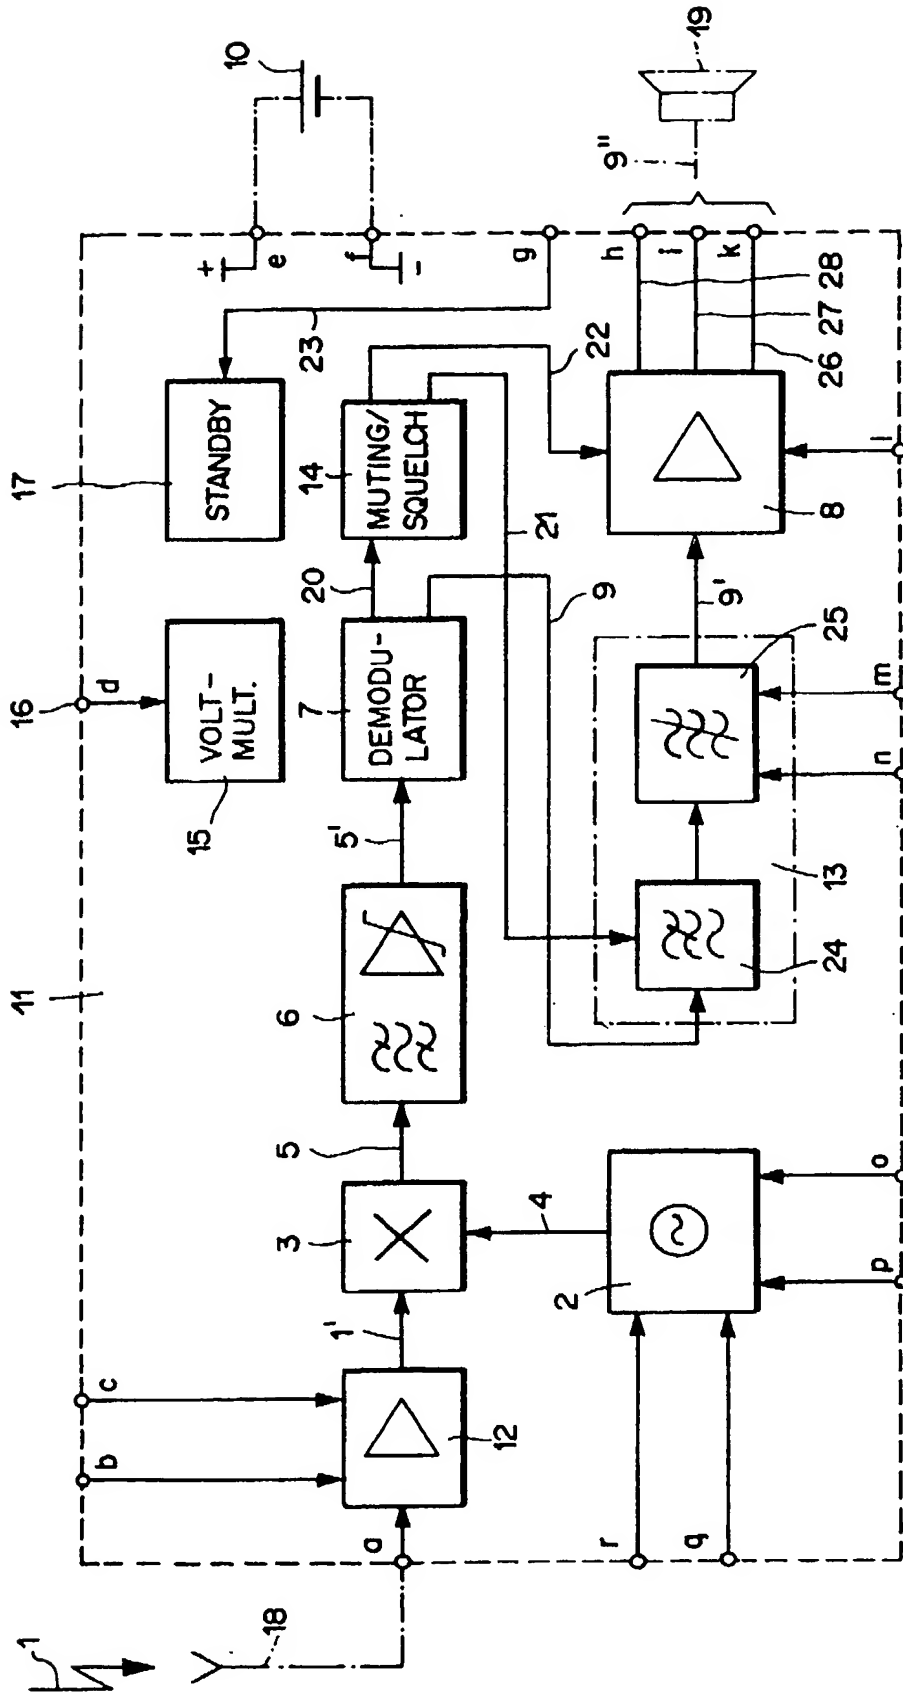 1
18
11
a
b
c
12
1'
3
5
6
5'
DEMODU-
LATOR
7
20
MUTING/
SQUELCH
14
VOLT-
MULT.
15
16
d
STANDBY
17
23
10
+
e
f
-
g
22
21
9
r
q
2
4
p
o
24
13
25
n
m
9'
8
l
h
i
k
28
27
26
9"
19